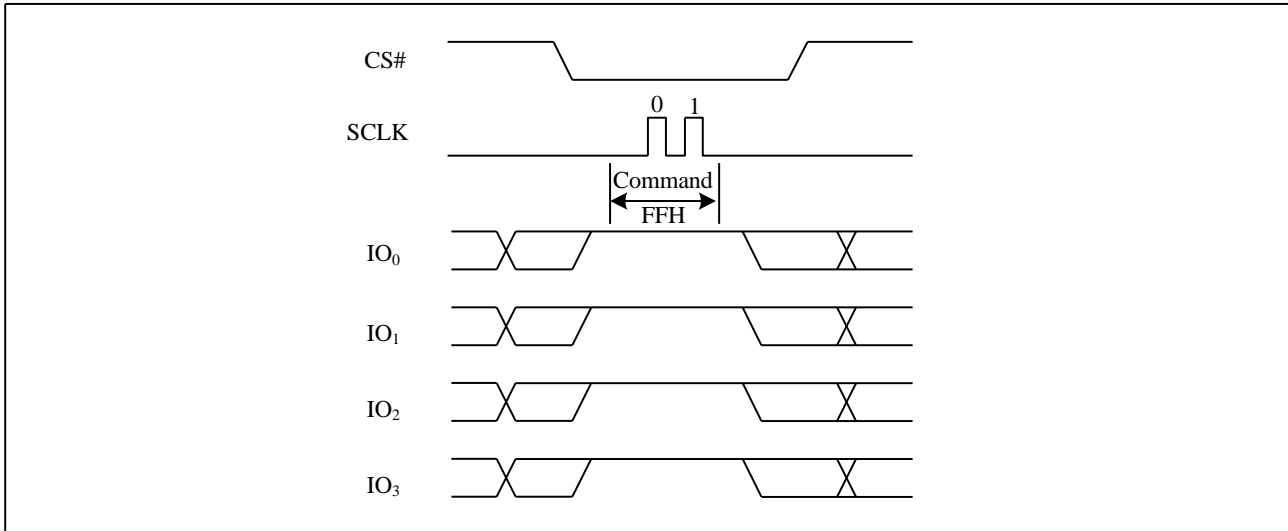 CS#
0 1
SCLK
Command
FFH
IO₀
IO₁
IO₂
IO₃